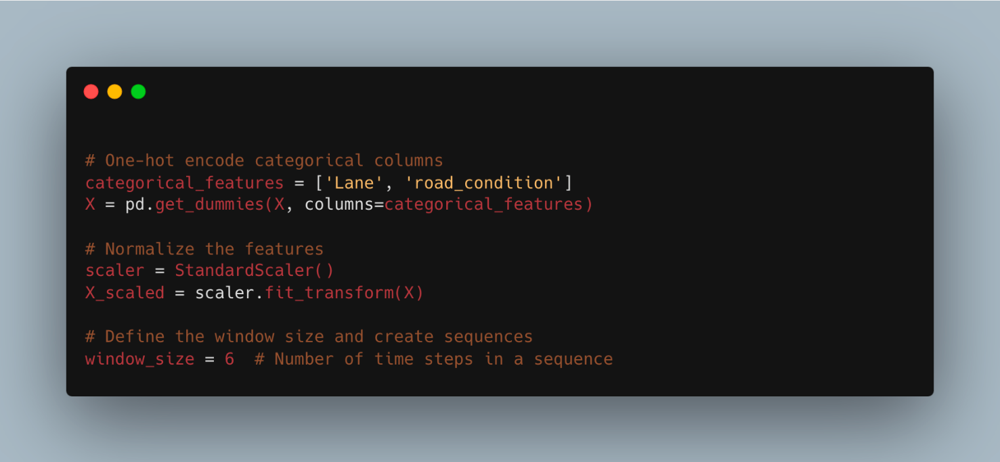 # One-hot encode categorical columns
categorical_features = ['Lane', 'road_condition']
X = pd.get_dummies(X, columns=categorical_features)
# Normalize the features
scaler = StandardScaler()
X_scaled = scaler.fit_transform(X)
# Define the window size and create sequences
window_size = 6  # Number of time steps in a sequence